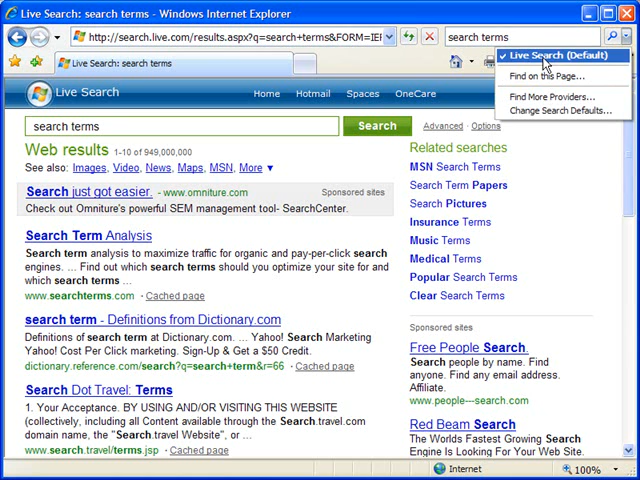 Live Search: search terms - Windows Internet Explorer
http://search.live.com/results.aspx?q=search+terms&FORM=IEF
search terms
Live Search: search terms
Live Search (Default)
Find on this Page...
Find More Providers...
Change Search Defaults...
Live Search
Home Hotmail Spaces OneCare
search terms Search Advanced · Options
Web results 1-10 of 949,000,000
See also: Images, Video, News, Maps, MSN, More ▼
Search just got easier. - www.omniture.com Sponsored sites
Check out Omniture's powerful SEM management tool- SearchCenter.
Search Term Analysis
Search term analysis to maximize traffic for organic and pay-per-click search
engines. ... Find out which search terms should you optimize your site for and
which search terms ...
www.searchterms.com · Cached page
search term - Definitions from Dictionary.com
Definitions of search term at Dictionary.com. ... Yahoo! Search Marketing
Yahoo! Cost Per Click marketing. Sign-Up & Get a $50 Credit.
dictionary.reference.com/search?q=search+term&r=66 · Cached page
Search Dot Travel: Terms
1. Your Acceptance. BY USING AND/OR VISITING THIS WEBSITE
(collectively, including all Content available through the Search.travel.com
domain name, the "Search.travel Website", or ...
www.search.travel/terms.jsp · Cached page
Related searches
MSN Search Terms
Search Term Papers
Search Pictures
Insurance Terms
Music Terms
Medical Terms
Popular Search Terms
Clear Search Terms
Sponsored sites
Free People Search.
Search people by name. Find
anyone. Find any email address.
Affiliate.
www.people---search.com
Red Beam Search
The Worlds Fastest Growing Search
Engine Is Looking For Your Web Site.
Internet 100%